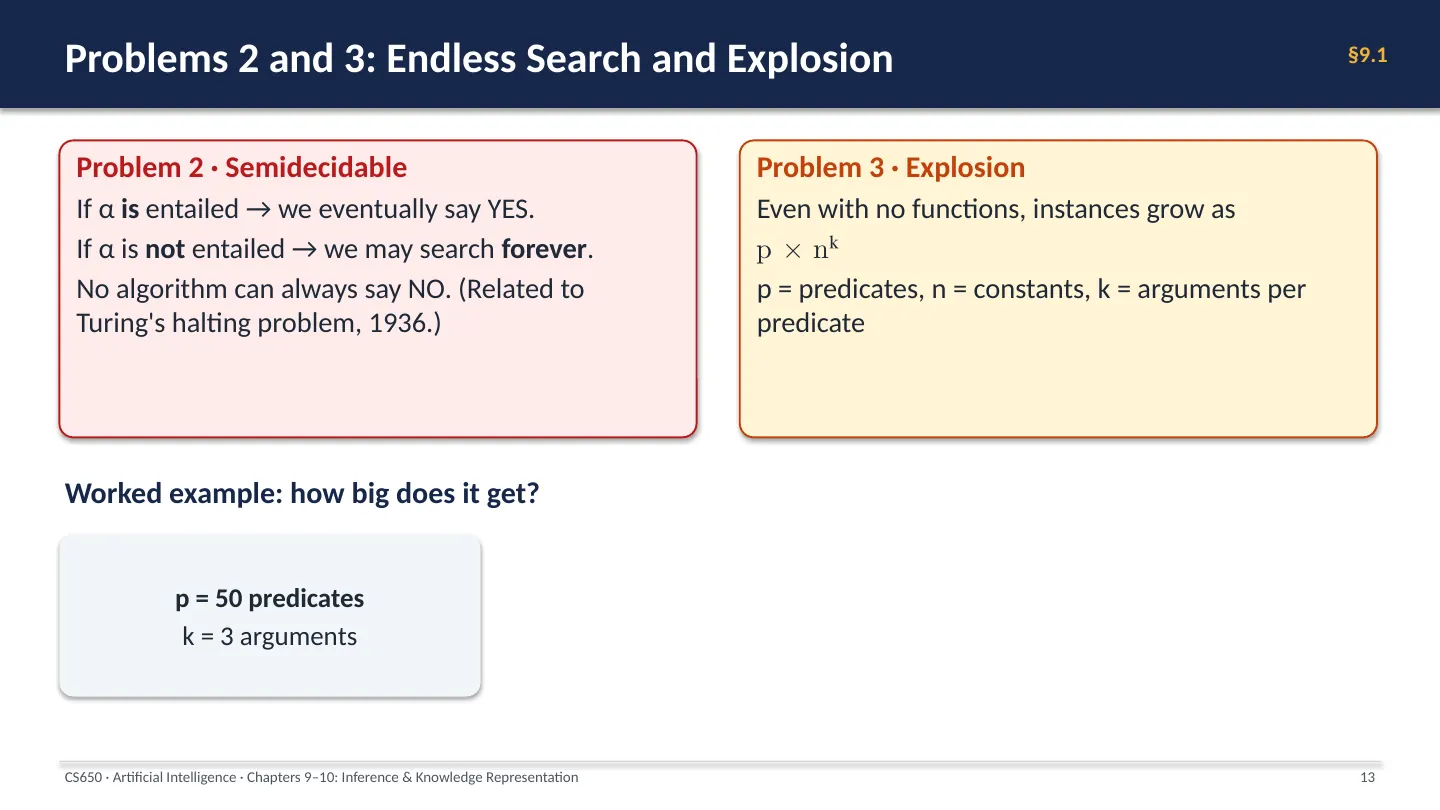 Problems 2 and 3: Endless Search and Explosion
§9.1
Problem 2 · Semidecidable
If α is entailed → we eventually say YES.
If α is not entailed → we may search forever.
No algorithm can always say NO. (Related to
Turing's halting problem, 1936.)
Problem 3 · Explosion
Even with no functions, instances grow as
p × nᵏ
p = predicates, n = constants, k = arguments per
predicate
Worked example: how big does it get?
p = 50 predicates
k = 3 arguments
CS650 · Artificial Intelligence · Chapters 9–10: Inference & Knowledge Representation
13